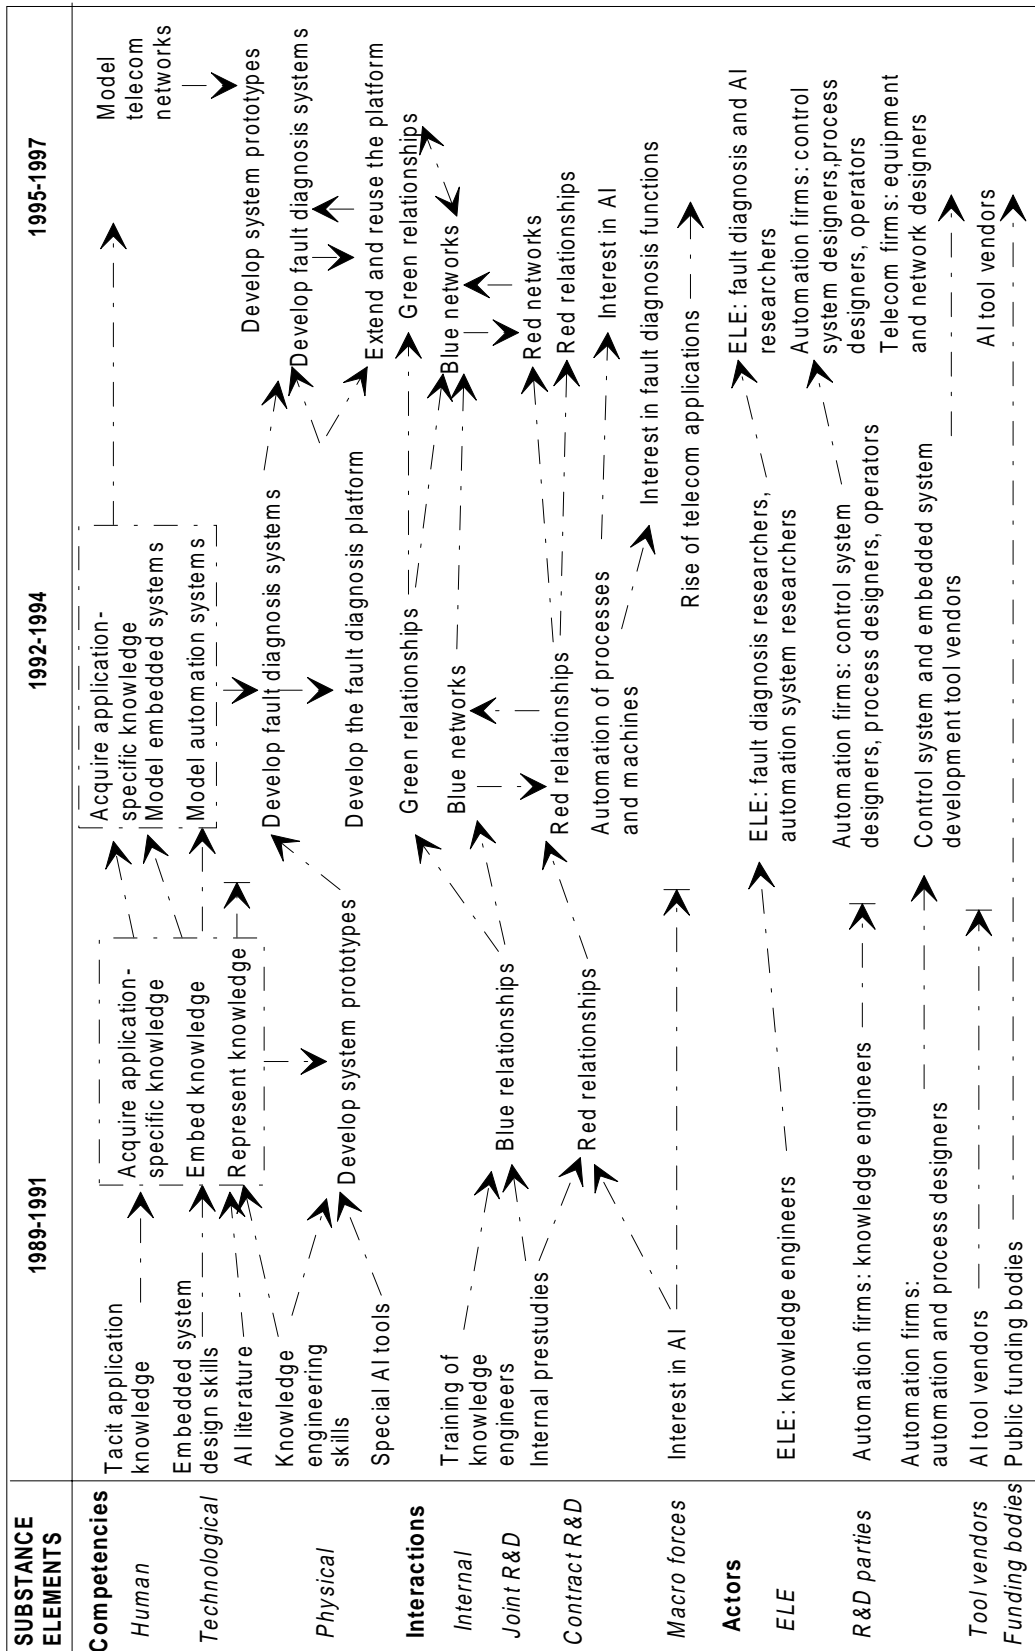 SUBSTANCE
ELEMENTS
1989-1991
1992-1994
1995-1997
Competencies
Human
Tacit application
knowledge
Acquire application-
specific knowledge
Acquire application-
specific knowledge
Model
telecom
networks
Technological
Embedded system
design skills
Embed knowledge
Model embedded systems
AI literature
Represent knowledge
Model automation systems
Knowledge
engineering
skills
Develop fault diagnosis systems
Develop system prototypes
Develop fault diagnosis systems
Physical
Special AI tools
Develop system prototypes
Develop the fault diagnosis platform
Extend and reuse the platform
Interactions
Internal
Training of
knowledge
engineers
Green relationships
Green relationships
Joint R&D
Internal prestudies
Blue relationships
Blue networks
Blue networks
Contract R&D
Red relationships
Red relationships
Red networks
Red relationships
Macro forces
Interest in AI
Automation of processes
and machines
Interest in AI
Interest in fault diagnosis functions
Rise of telecom applications
Actors
ELE
ELE: knowledge engineers
ELE: fault diagnosis researchers,
automation system researchers
ELE: fault diagnosis and AI
researchers
R&D parties
Automation firms: knowledge engineers
Automation firms:
automation and process designers
Automation firms: control system
designers, process designers, operators
Automation firms: control
system designers,process
designers, operators
Telecom firms: equipment
and network designers
Tool vendors
AI tool vendors
Control system and embedded system
development tool vendors
AI tool vendors
Funding bodies
Public funding bodies